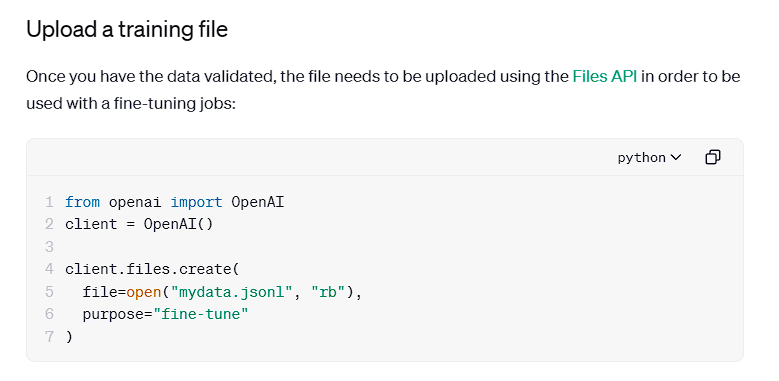 Upload a training file
Once you have the data validated, the file needs to be uploaded using the Files API in order to be
used with a fine-tuning jobs:
python
1 from openai import OpenAI
2 client = OpenAI()
3
4 client.files.create(
5   file=open("mydata.jsonl", "rb"),
6   purpose="fine-tune"
7 )